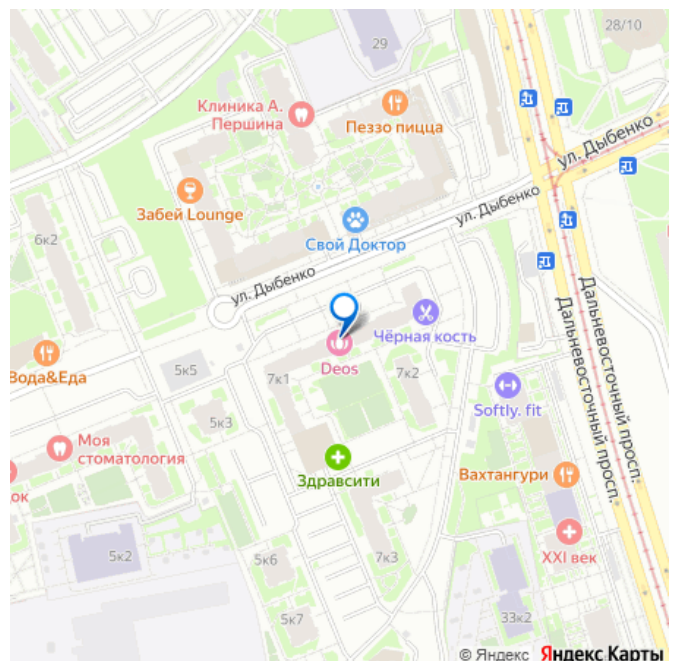 28/10
29
Клиника А.
Першина
Пеззо пицца
ул. Дыбенко
Забей Lounge
ул. Дыбенко
6к2
Свой Доктор
ул. Дыбенко
Чёрная кость
Вода&Еда
5к5
7к1
Deos
7к2
Дальневосточный просп.
Дальневосточный просп.
Softly. fit
5к3
Моя
стоматология
Здравсити
Вахтангури
ок
5к2
5к6
7к3
XXI век
5к7
33к2
© Яндекс Яндекс Карты